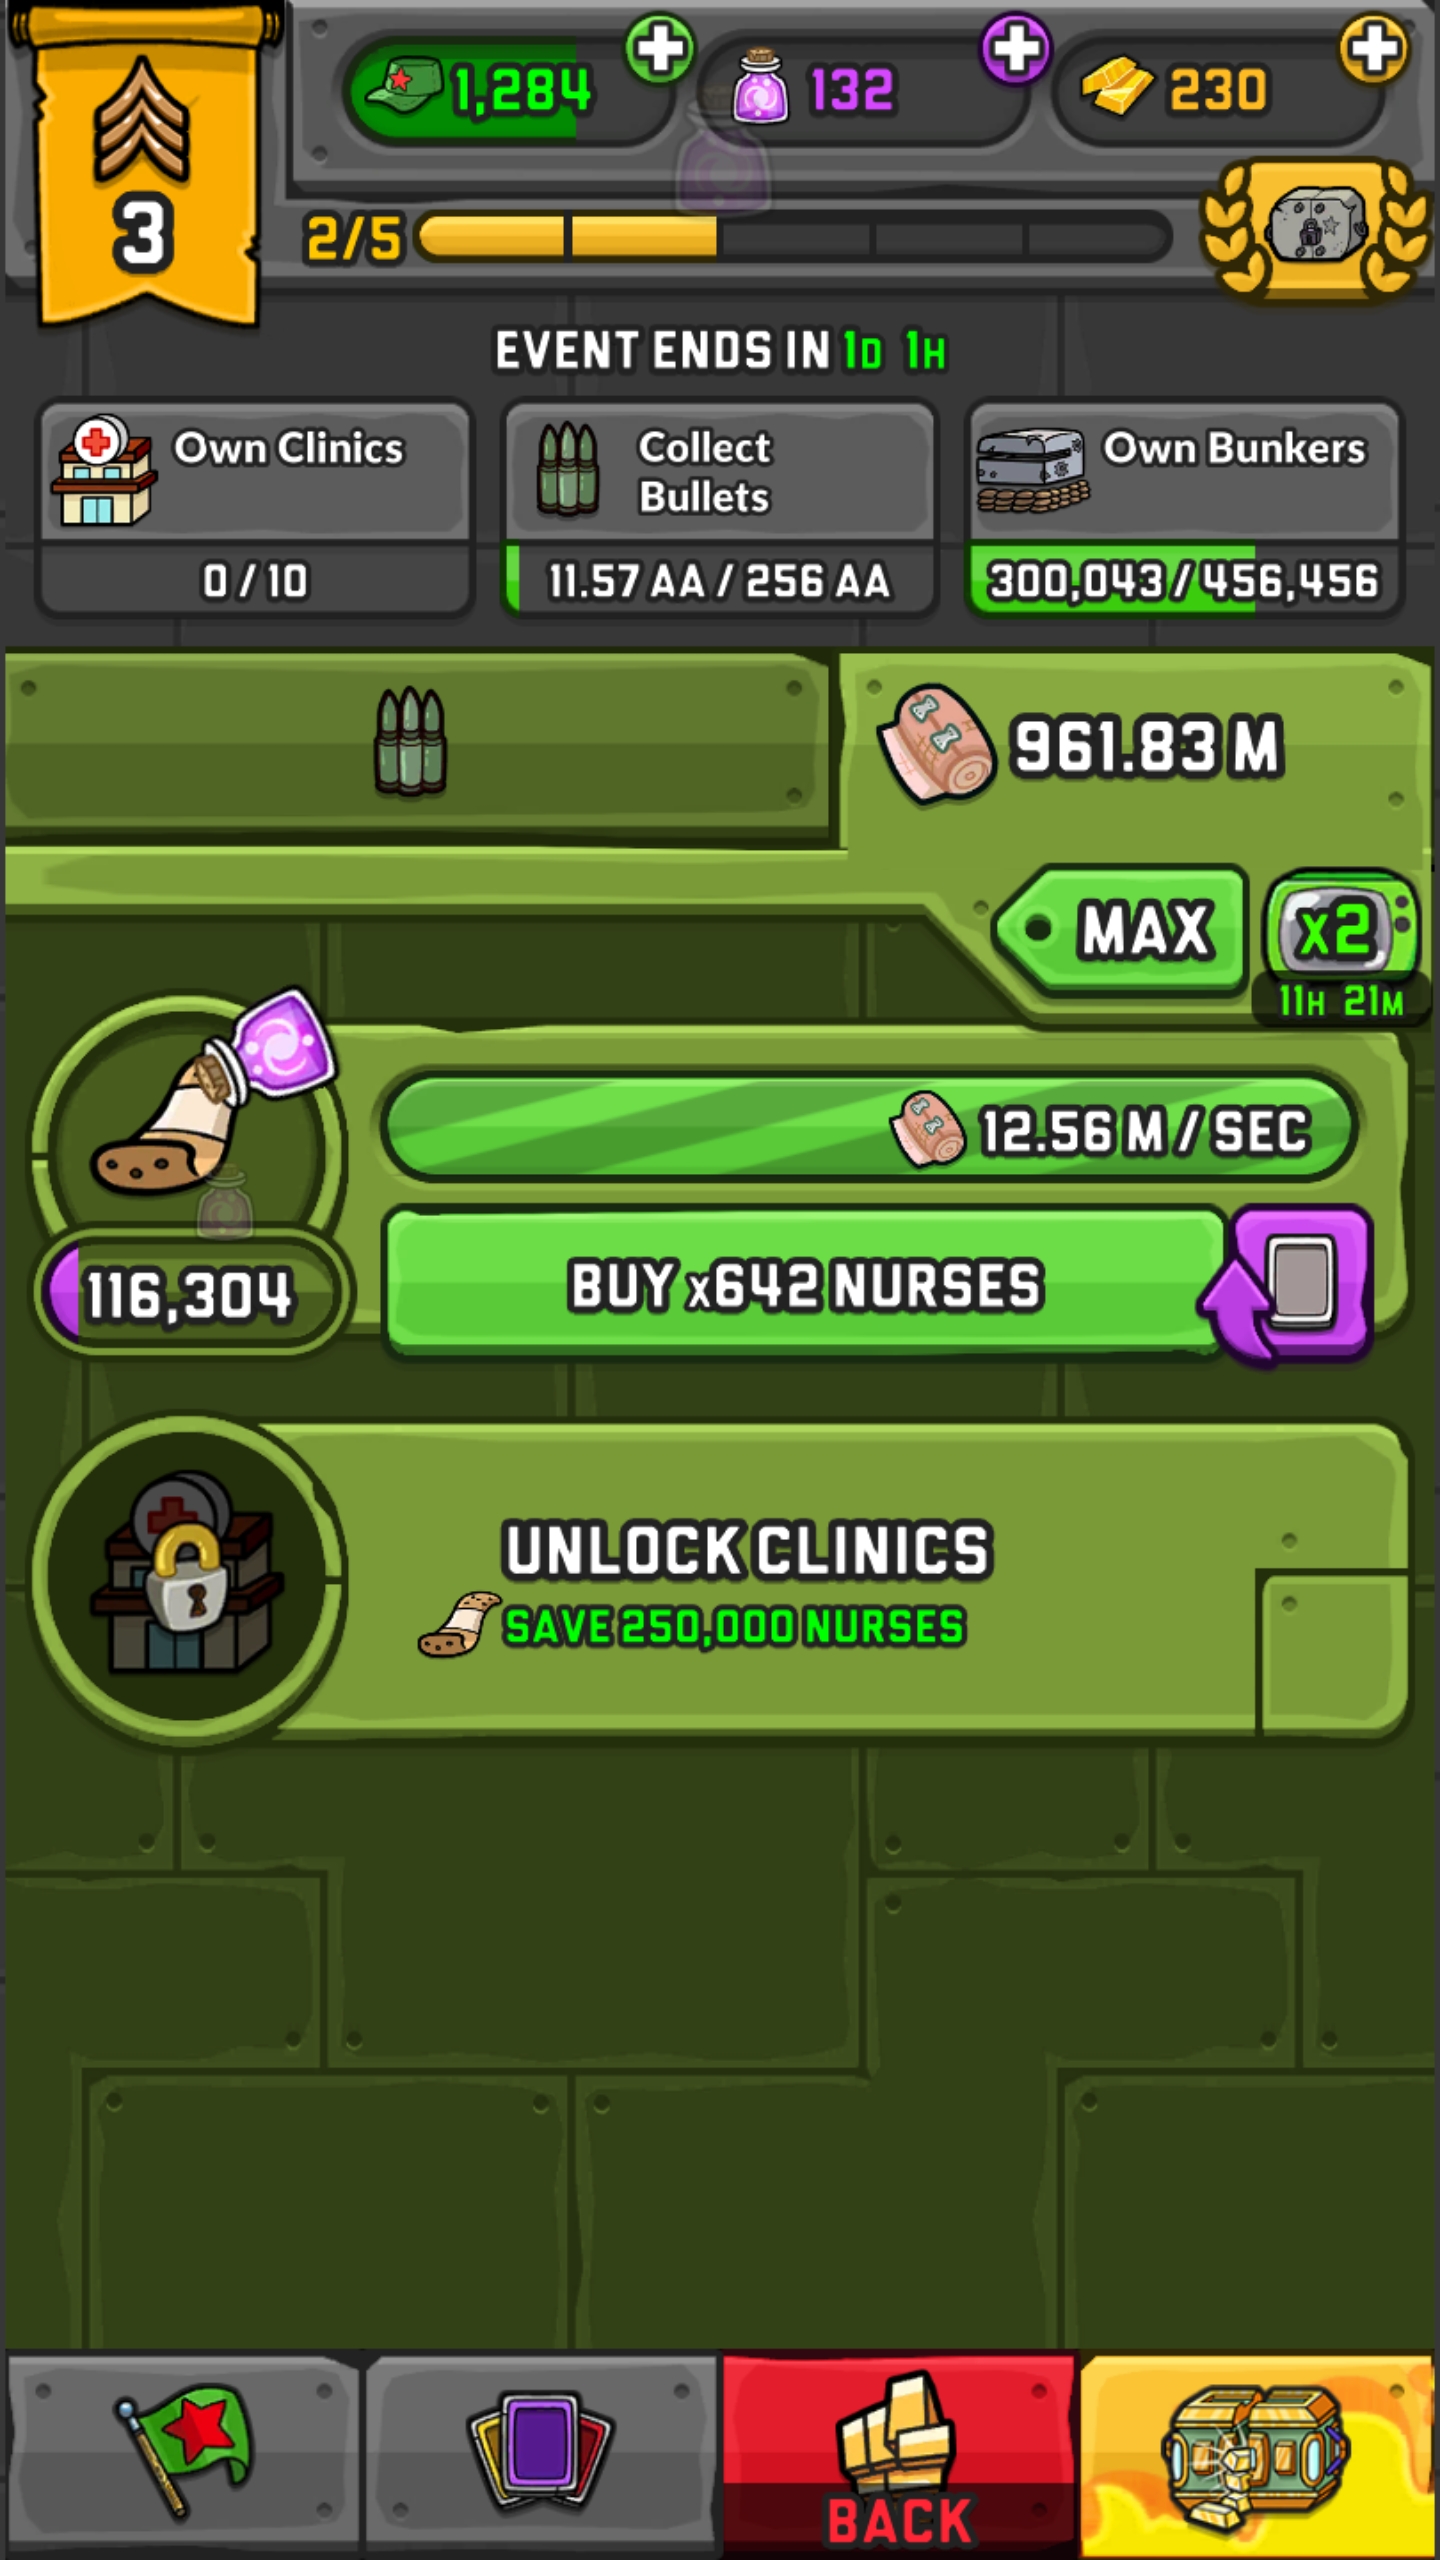 1,284
132
230
3
2/5
EVENT ENDS IN 1D 1H
Own Clinics
0 / 10
Collect
Bullets
11.57 AA / 256 AA
Own Bunkers
300,043 / 456,456
961.83 M
MAX
x2
11H 21M
12.56 M / SEC
116,304
BUY x642 NURSES
UNLOCK CLINICS
SAVE 250,000 NURSES
BACK